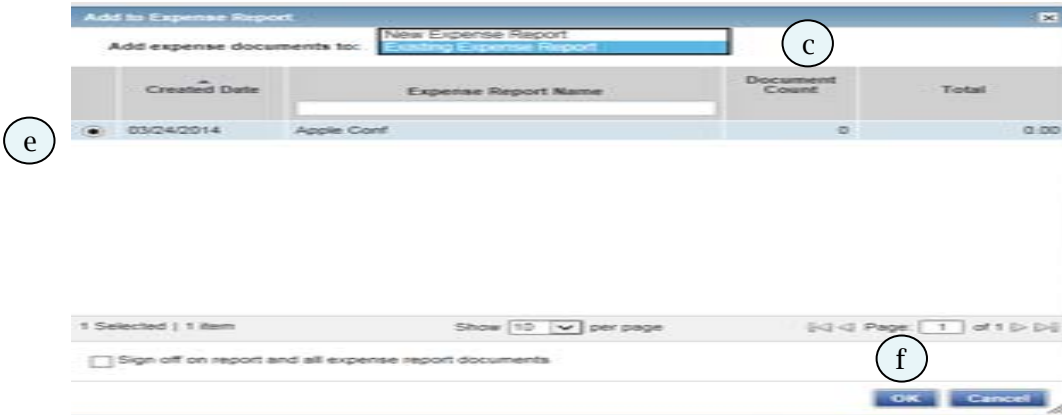 Add to Expense Report
New Expense Report
Add expense documents to: Existing Expense Report
c
Created Date Expense Report Name Document Count Total
e
03/24/2014 Apple Conf 0 0.00
1 Selected | 1 item Show 10 per page Page: 1 of 1
Sign off on report and all expense report documents
f
OK Cancel